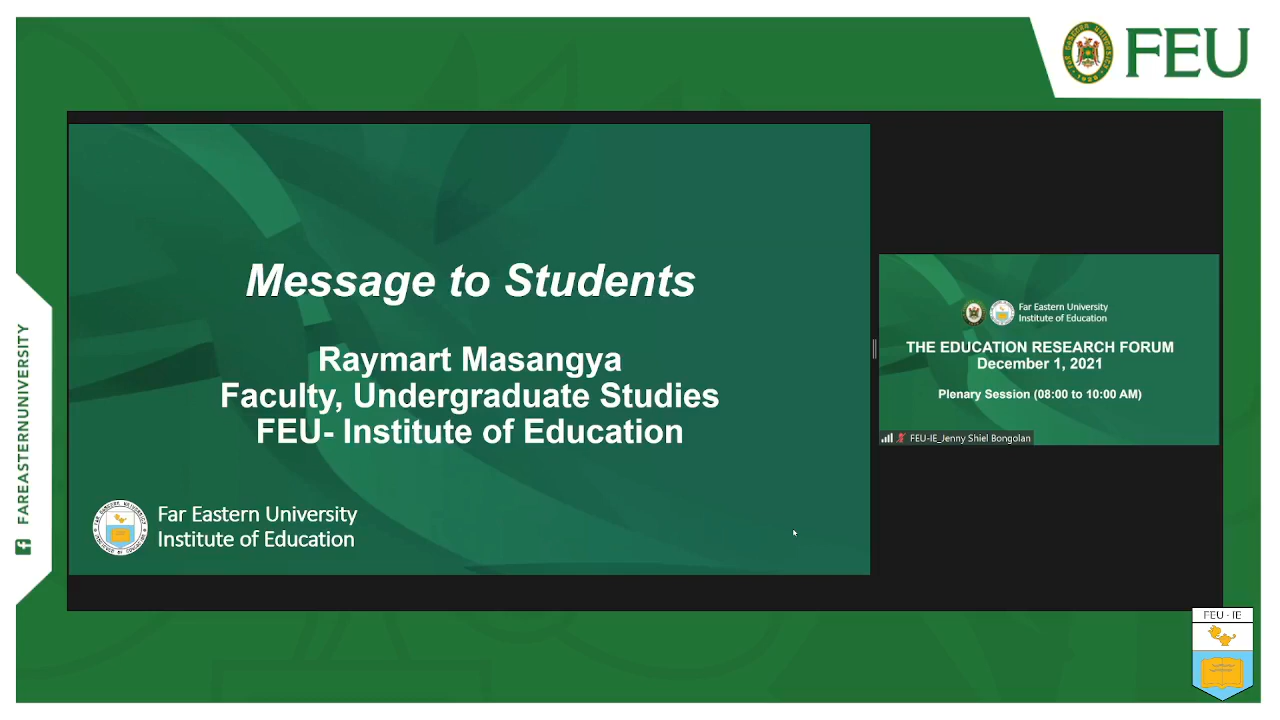 FEU
Message to Students
Raymart Masangya
Faculty, Undergraduate Studies
FEU- Institute of Education
Far Eastern University
Institute of Education
Far Eastern University
Institute of Education
THE EDUCATION RESEARCH FORUM
December 1, 2021
Plenary Session (08:00 to 10:00 AM)
FEU-IE_Jenny Shiel Bongolan
FAREASTERNUNIVERSITY
FEU - IE